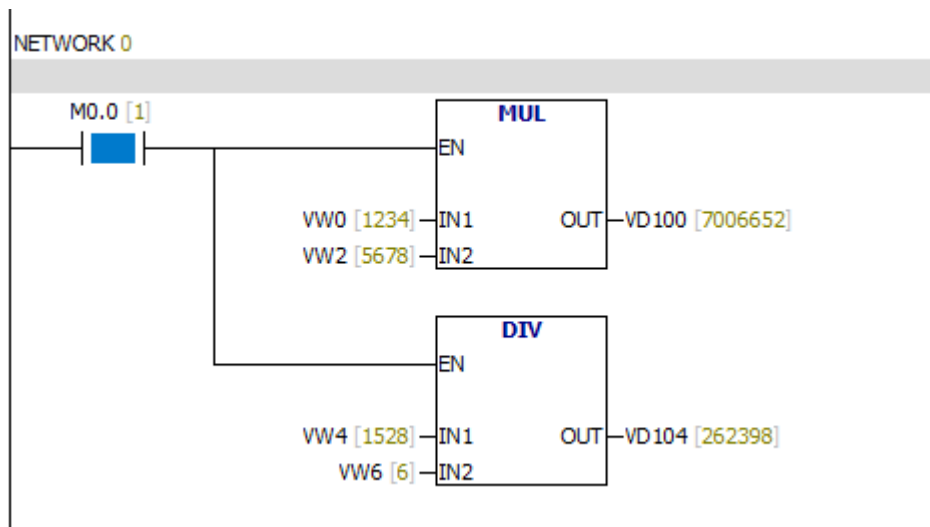 NETWORK 0
M0.0 [1]
MUL
EN
VW0 [1234] IN1 OUT VD100 [7006652]
VW2 [5678] IN2
DIV
EN
VW4 [1528] IN1 OUT VD104 [262398]
VW6 [6] IN2